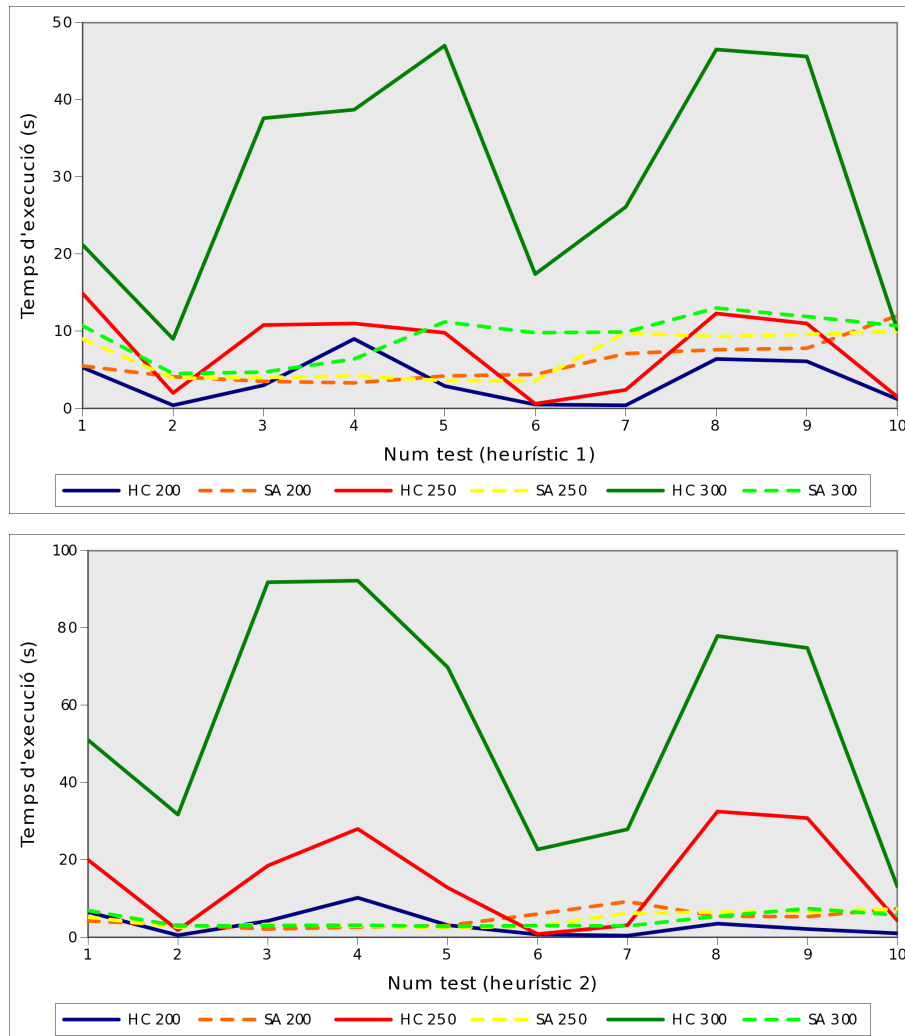 50
40
30
20
10
0
Temps d'execució (s)
1 2 3 4 5 6 7 8 9 10
Num test (heurístic 1)
HC 200 SA 200 HC 250 SA 250 HC 300 SA 300
100
80
60
40
20
0
Temps d'execució (s)
1 2 3 4 5 6 7 8 9 10
Num test (heurístic 2)
HC 200 SA 200 HC 250 SA 250 HC 300 SA 300